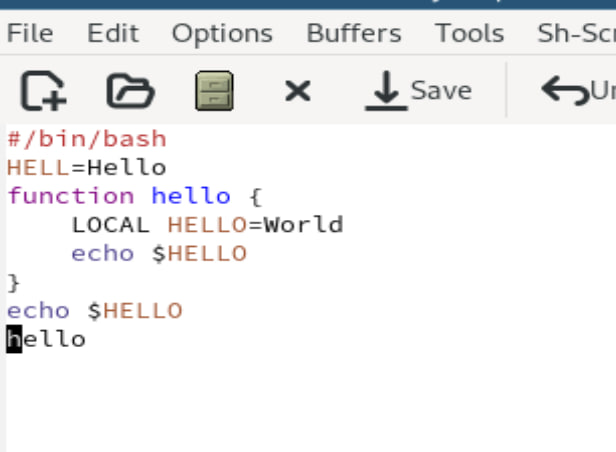 File Edit Options Buffers Tools Sh-Scr
Save Un
#/bin/bash
HELL=Hello
function hello {
    LOCAL HELLO=World
    echo $HELLO
}
echo $HELLO
hello